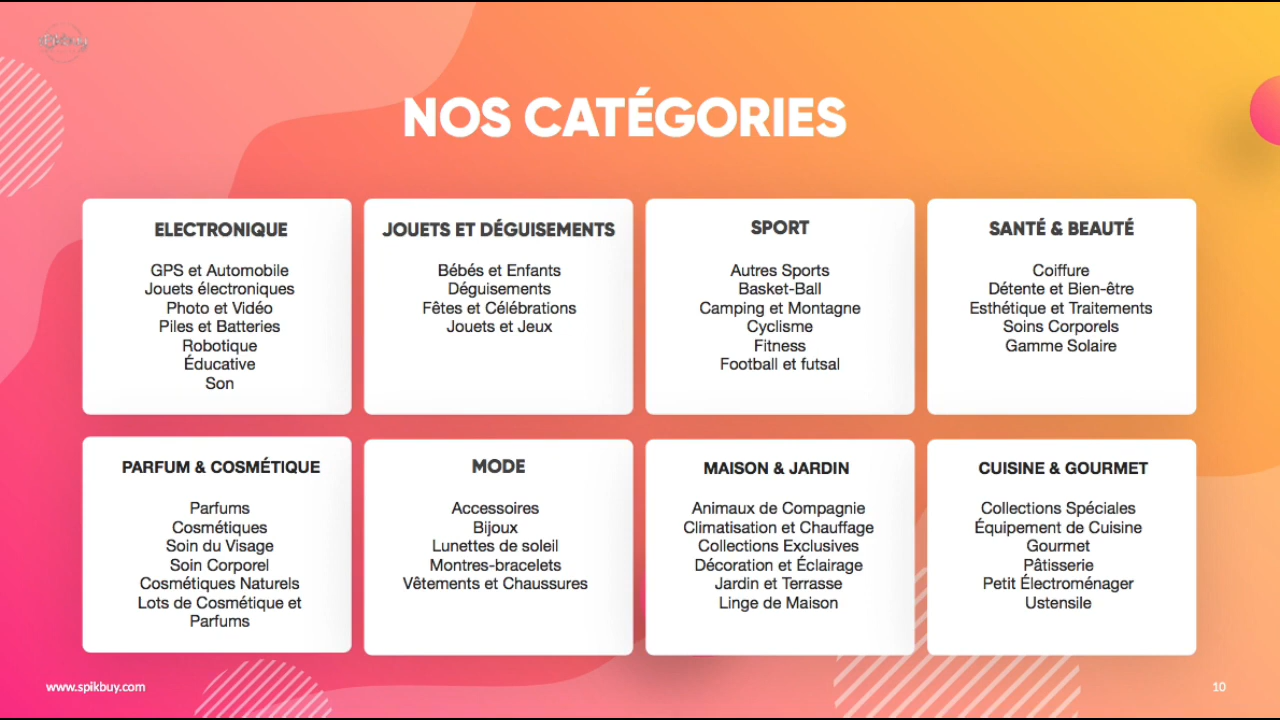 spikbuy
NOS CATÉGORIES
ELECTRONIQUE
GPS et Automobile
Jouets électroniques
Photo et Vidéo
Piles et Batteries
Robotique
Éducative
Son
JOUETS ET DÉGUISEMENTS
Bébés et Enfants
Déguisements
Fêtes et Célébrations
Jouets et Jeux
SPORT
Autres Sports
Basket-Ball
Camping et Montagne
Cyclisme
Fitness
Football et futsal
SANTÉ & BEAUTÉ
Coiffure
Détente et Bien-être
Esthétique et Traitements
Soins Corporels
Gamme Solaire
PARFUM & COSMÉTIQUE
Parfums
Cosmétiques
Soin du Visage
Soin Corporel
Cosmétiques Naturels
Lots de Cosmétique et
Parfums
MODE
Accessoires
Bijoux
Lunettes de soleil
Montres-bracelets
Vêtements et Chaussures
MAISON & JARDIN
Animaux de Compagnie
Climatisation et Chauffage
Collections Exclusives
Décoration et Éclairage
Jardin et Terrasse
Linge de Maison
CUISINE & GOURMET
Collections Spéciales
Équipement de Cuisine
Gourmet
Pâtisserie
Petit Électroménager
Ustensile
www.spikbuy.com
10